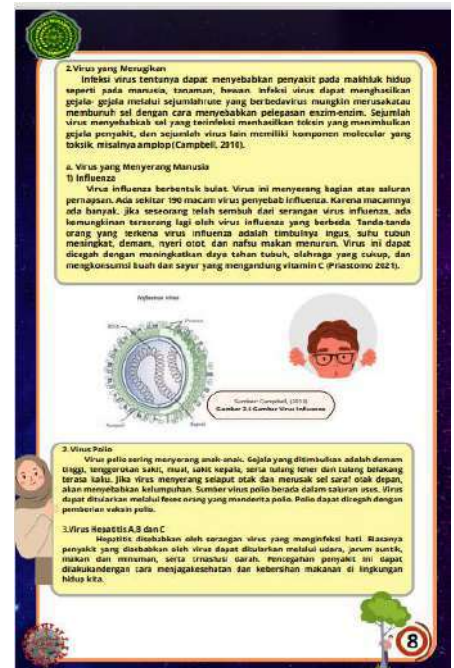 2.Virus yang Merugikan
Infeksi virus tentunya dapat menyebabkan penyakit pada makhluk hidup
seperti pada manusia, tanaman, hewan. Infeksi virus dapat menghasilkan
gejala- gejala melalui sejumlahrute yang berbedavirus mungkin merusakatau
membunuh sel dengan cara menyebabkan pelepasan enzim-enzim. Sejumlah
virus menyebabkab sel yang terinfeksi menhasilkan toksin yang menimbulkan
gejala penyakit, dan sejumlah virus lain memiliki komponen molecular yang
toksik, misalnya amplop (Campbell, 2010).
a. Virus yang Menyerang Manusia
1) Influenza
Virus influenza berbentuk bulat. Virus ini menyerang bagian atas saluran
pernapasan. Ada sekitar 190 macam virus penyebab influenza. Karena macamnya
ada banyak, jika seseorang telah sembuh dari serangan virus influenza, ada
kemungkinan terserang lagi oleh virus influenza yang berbeda. Tanda-tanda
orang yang terkena virus influenza adalah timbulnya ingus, suhu tubuh
meningkat, demam, nyeri otot, dan nafsu makan menurun. Virus ini dapat
dicegah dengan meningkatkan daya tahan tubuh, olahraga yang cukup, dan
mengkonsumsi buah dan sayur yang mengandung vitamin C (Priastomo 2021).
Influenza virus
Sumber: Campbell, (2010)
Gambar 2.1 Gambar Virus Influenza
2. Virus Polio
Virus polio sering menyerang anak-anak. Gejala yang ditimbulkan adalah demam
tinggi, tenggorokan sakit, mual, sakit kepala, serta tulang leher dan tulang belakang
terasa kaku. Jika virus menyerang selaput otak dan merusak sel saraf otak depan,
akan menyebabkan kelumpuhan. Sumber virus polio berada dalam saluran usus. Virus
dapat ditularkan melalui feses orang yang menderita polio. Polio dapat dicegah dengan
pemberian vaksin polio.
3.Virus Hepatitis A,B dan C
Hepatitis disebabkan oleh serangan virus yang menginfeksi hati. Biasanya
penyakit yang disebabkan oleh virus dapat ditularkan melalui udara, jarum suntik,
makan dan minuman, serta trnasfusi darah. Pencegahan penyakit ini dapat
dilakukandengan cara menjagakesehatan dan kebersihan makanan di lingkungan
hidup kita.
8